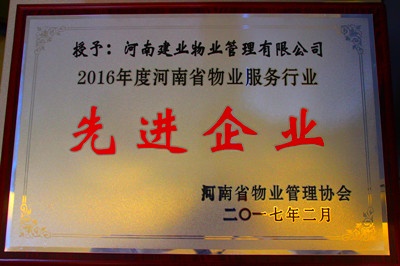 授予：河南建业物业管理有限公司
2016年度河南省物业服务行业
先进企业
河南省物业管理协会
二〇一七年二月